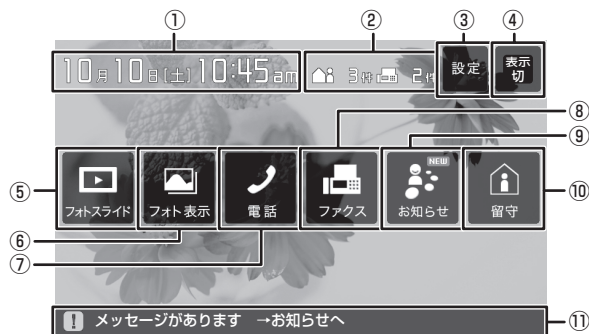 ①
②
③
④
10月10日(土)10:45am
3件
2件
設定
表示
切
⑧
⑨
⑤
フォトスライド
フォト表示
電話
ファクス
NEW
お知らせ
留守
⑩
⑥
⑦
! メッセージがあります →お知らせへ
⑪